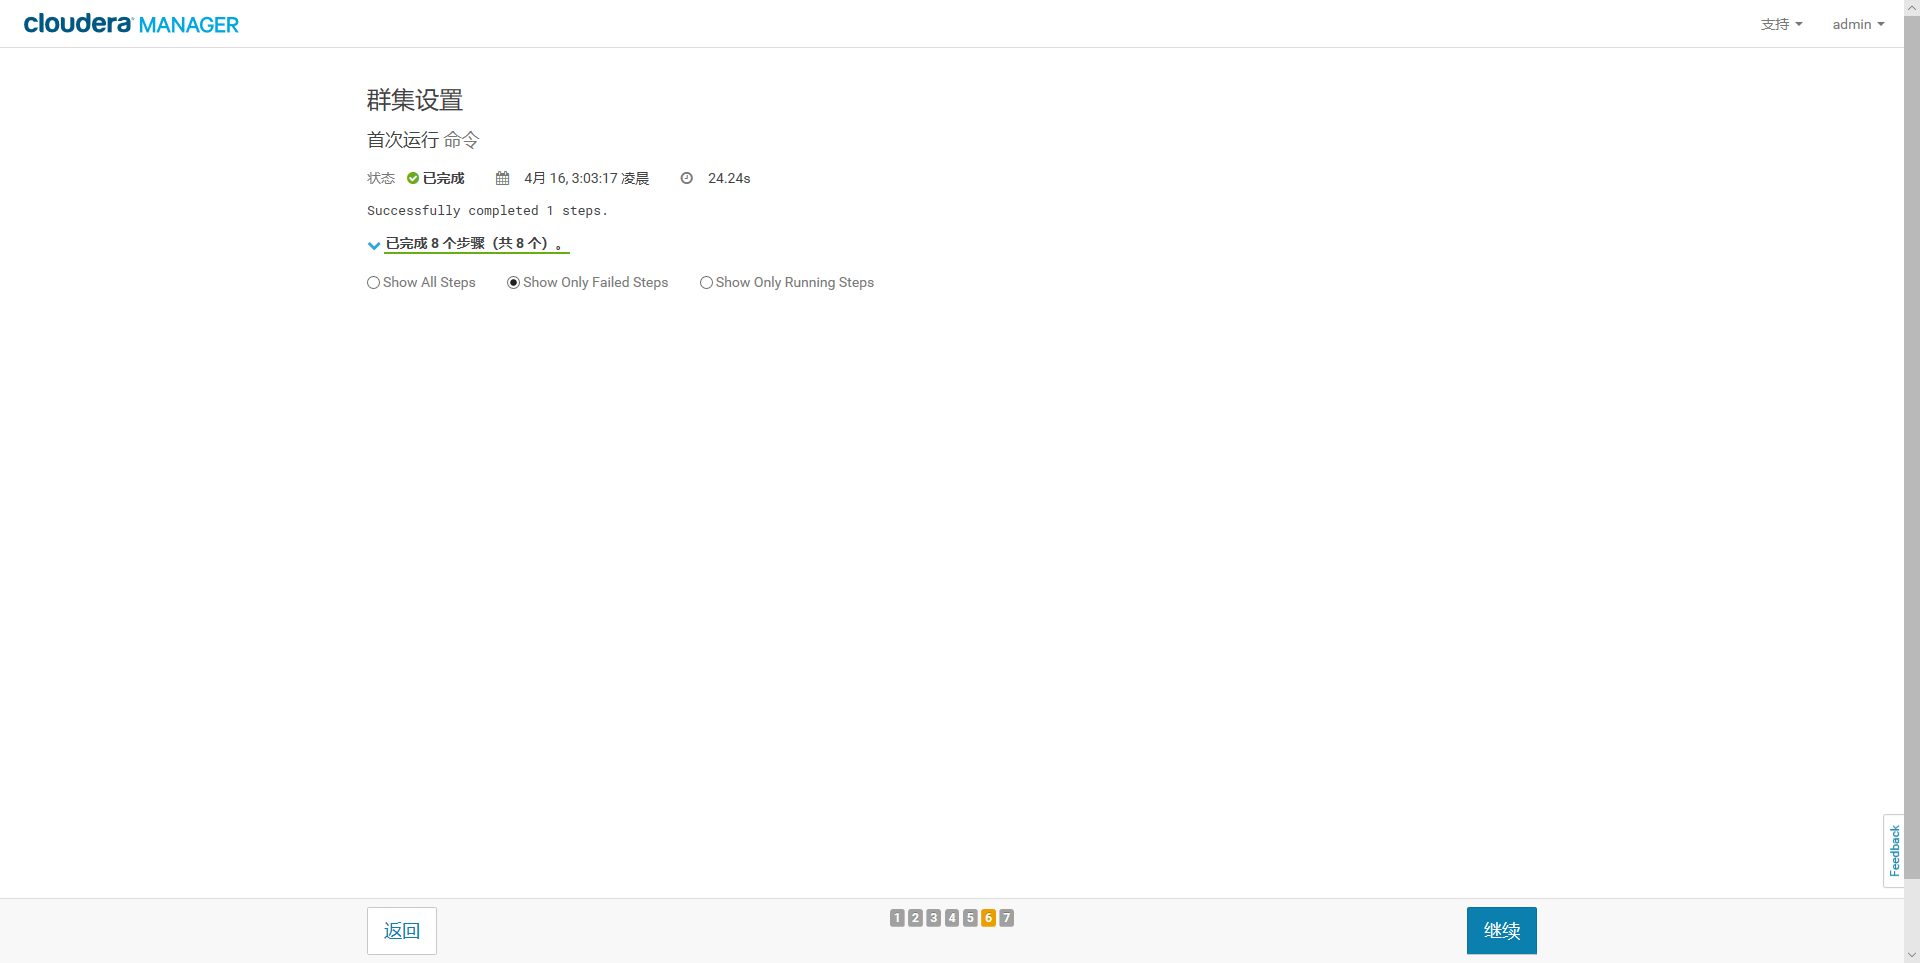 cloudera MANAGER
支持 admin
群集设置
首次运行 命令
状态 已完成 4月 16, 3:03:17 凌晨 24.24s
Successfully completed 1 steps.
已完成 8 个步骤（共 8 个）。
Show All Steps Show Only Failed Steps Show Only Running Steps
Feedback
返回 1 2 3 4 5 6 7 继续